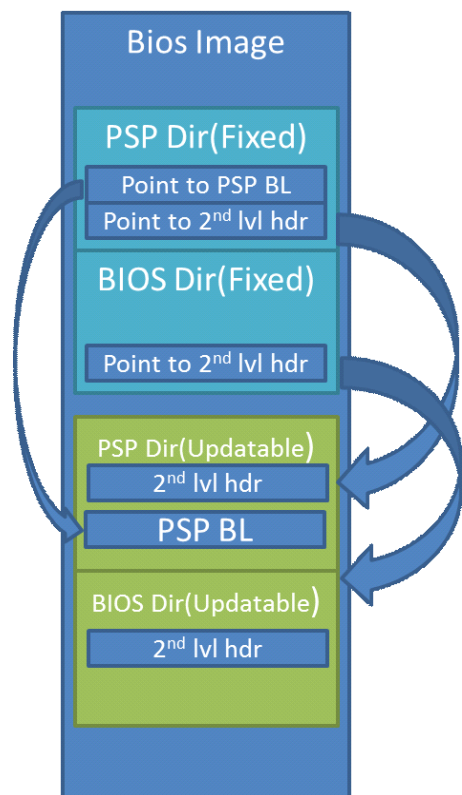 Bios Image
PSP Dir(Fixed)
Point to PSP BL
Point to 2nd lvl hdr
BIOS Dir(Fixed)
Point to 2nd lvl hdr
PSP Dir(Updatable)
2nd lvl hdr
PSP BL
BIOS Dir(Updatable)
2nd lvl hdr